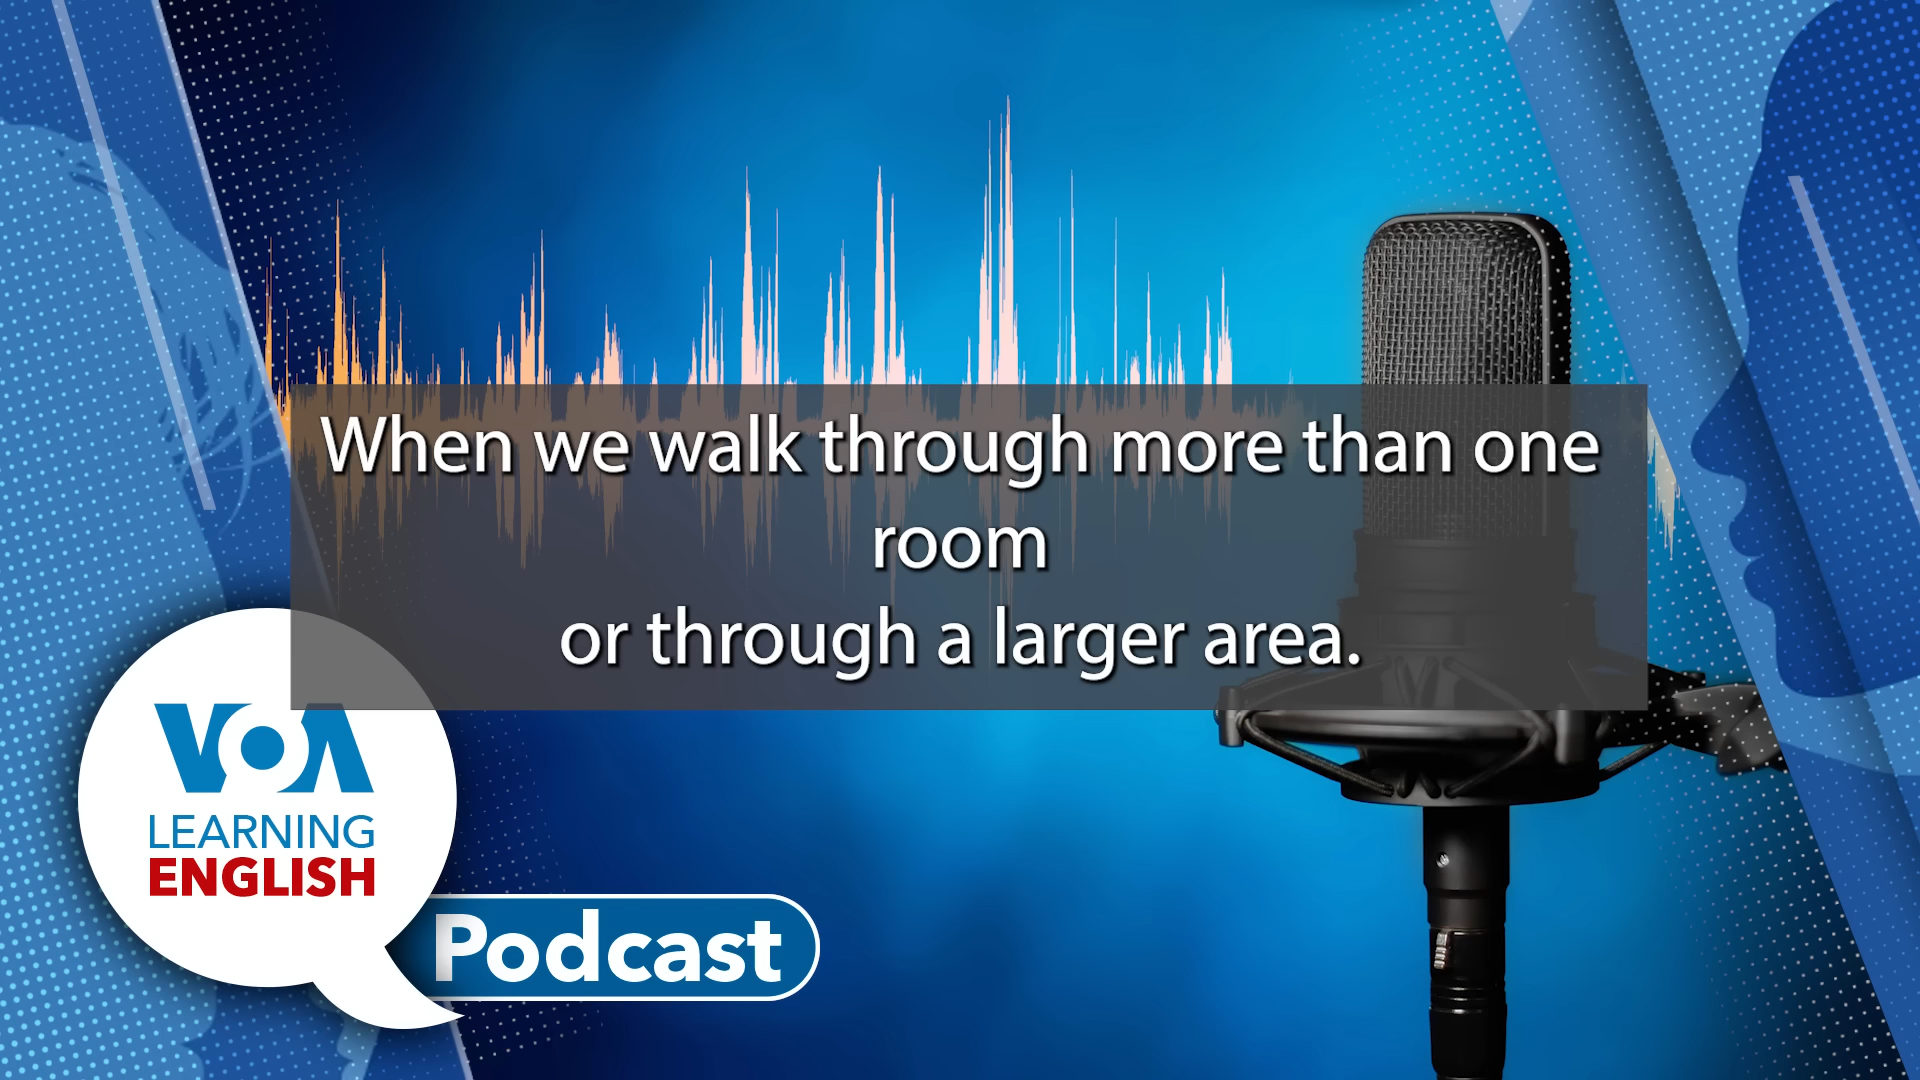 When we walk through more than one
room
or through a larger area.
VOA
LEARNING
ENGLISH
Podcast